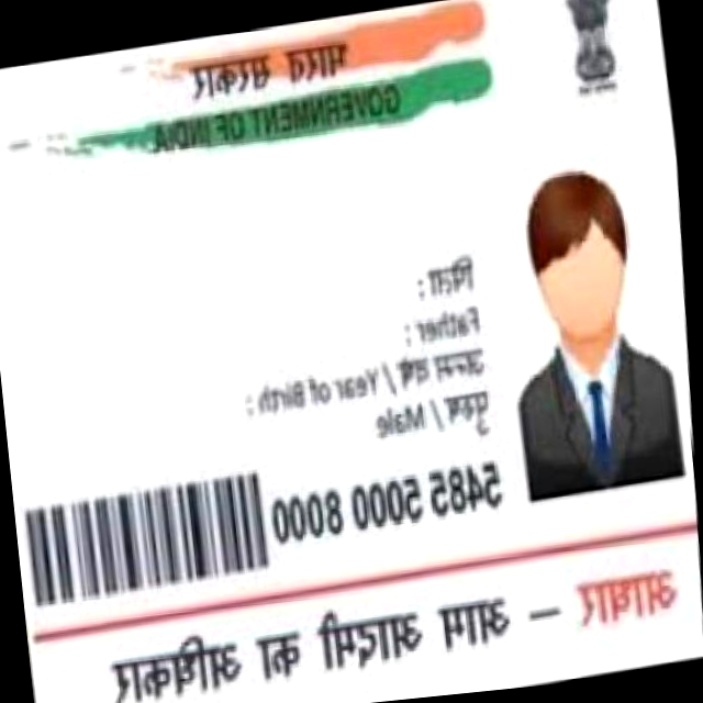 भारत सरकार
GOVERNMENT OF INDIA
पिता :
Father :
जन्म वर्ष / Year of Birth :
पुरुष / Male
5485 5000 8000
आधार – आम आदमी का अधिकार